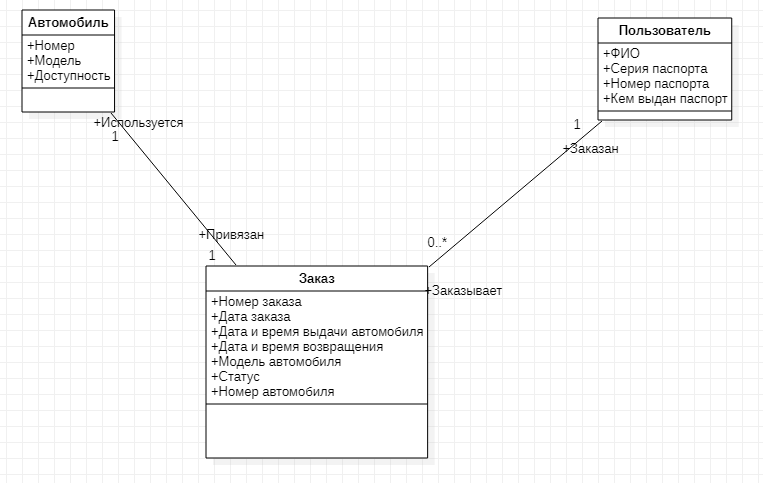 Автомобиль
+Номер
+Модель
+Доступность
Пользователь
+ФИО
+Серия паспорта
+Номер паспорта
+Кем выдан паспорт
+Используется
1
1
+Заказан
+Привязан
1
0..*
Заказ
+Заказывает
+Номер заказа
+Дата заказа
+Дата и время выдачи автомобиля
+Дата и время возвращения
+Модель автомобиля
+Статус
+Номер автомобиля